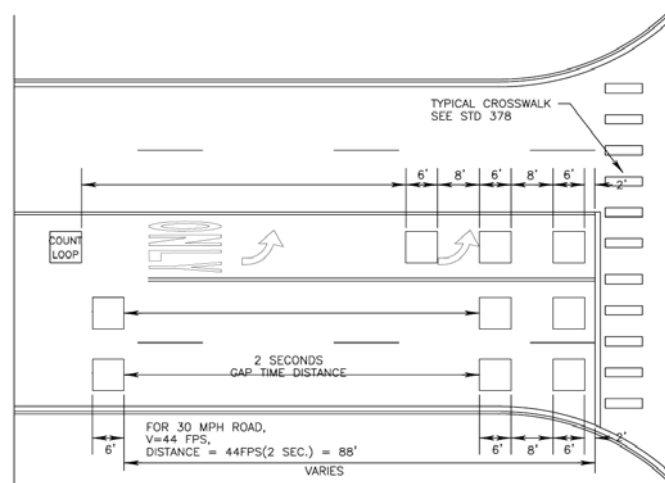 TYPICAL CROSSWALK
SEE STD 378
6' 8' 6' 8' 6' 2'
COUNT
LOOP
ONLY
2 SECONDS
GAP TIME DISTANCE
FOR 30 MPH ROAD,
V=44 FPS,
DISTANCE = 44FPS(2 SEC.) = 88'
6' 6' 8' 6' 2'
VARIES